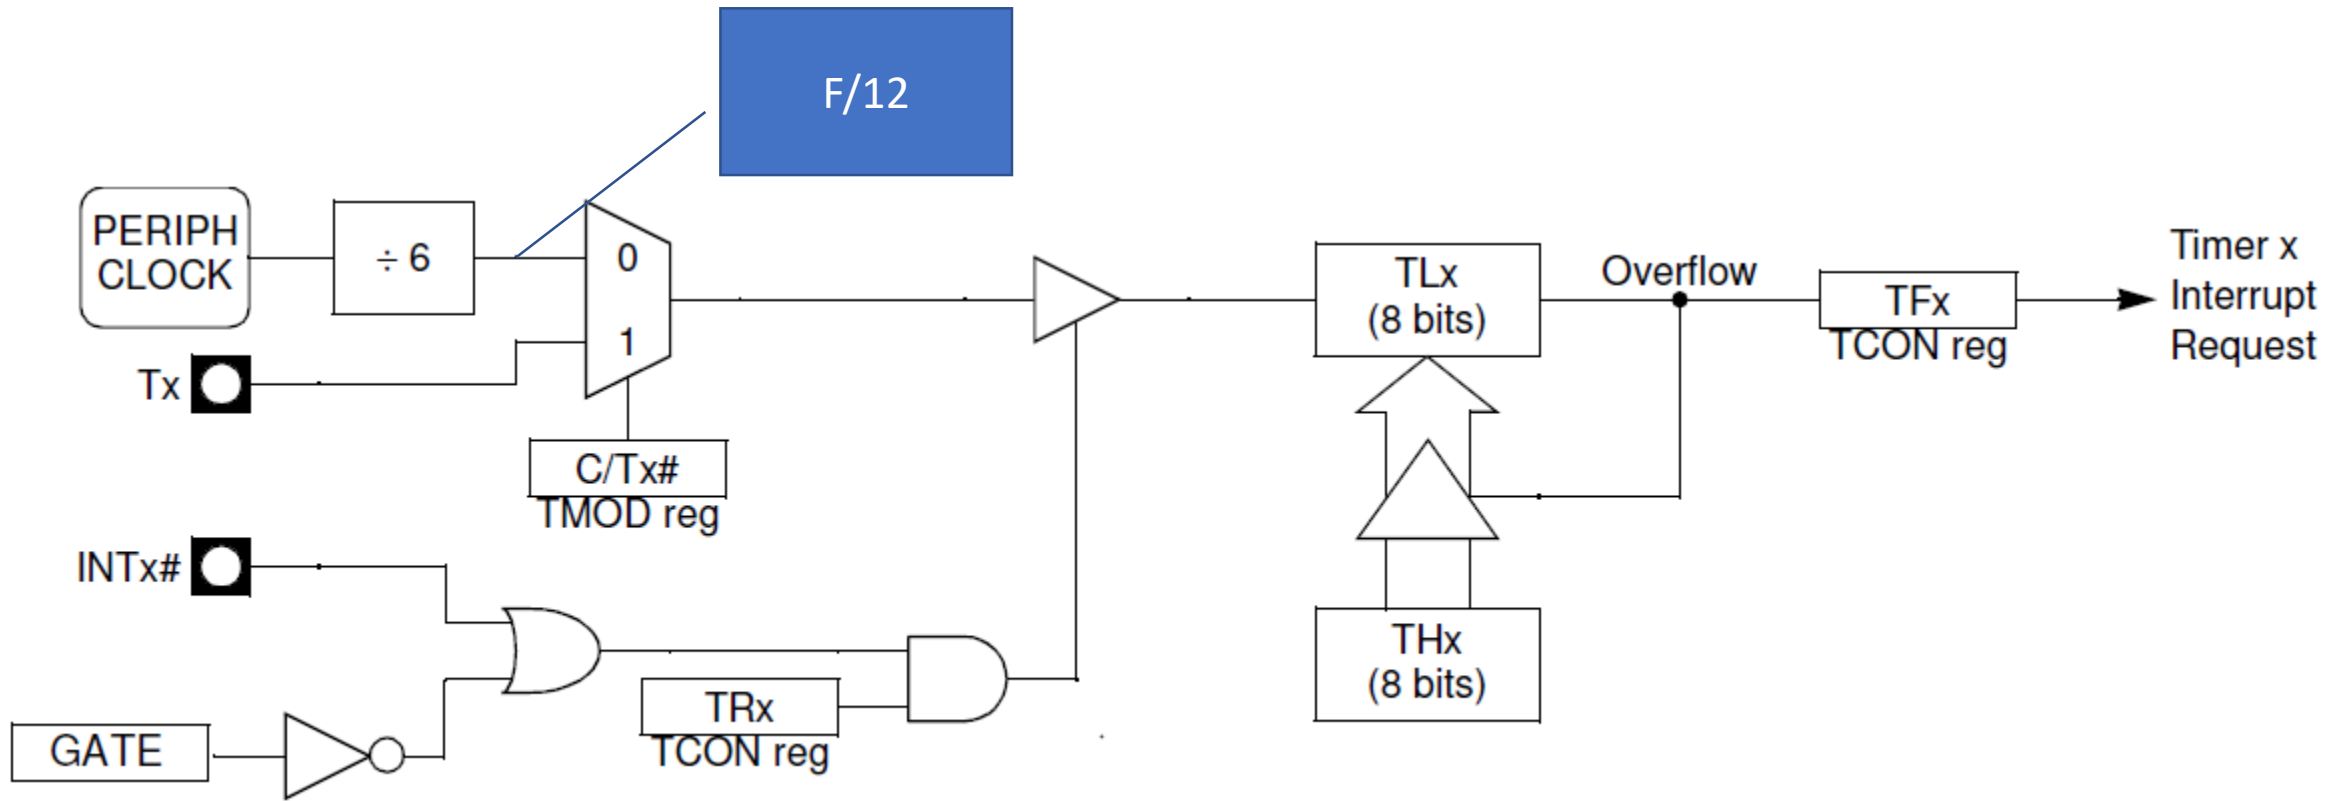 F/12
PERIPH
CLOCK
÷ 6
0
1
Tx
C/Tx#
TMOD reg
TLx
(8 bits)
Overflow
TFx
TCON reg
Timer x
Interrupt
Request
INTx#
THx
(8 bits)
TRx
TCON reg
GATE